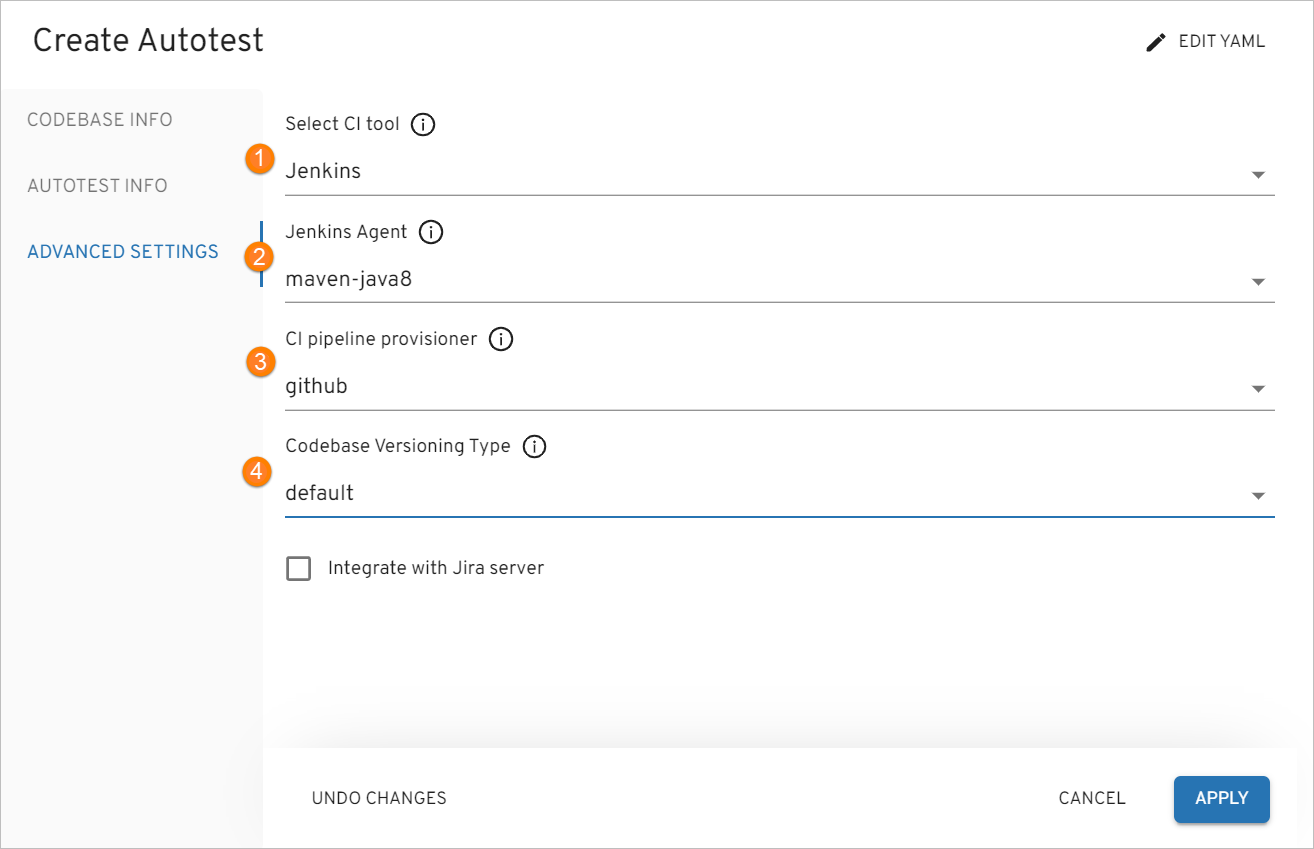 Create Autotest
EDIT YAML
CODEBASE INFO
AUTOTEST INFO
ADVANCED SETTINGS
Select CI tool
1
Jenkins
Jenkins Agent
2
maven-java8
CI pipeline provisioner
3
github
Codebase Versioning Type
4
default
Integrate with Jira server
UNDO CHANGES
CANCEL
APPLY